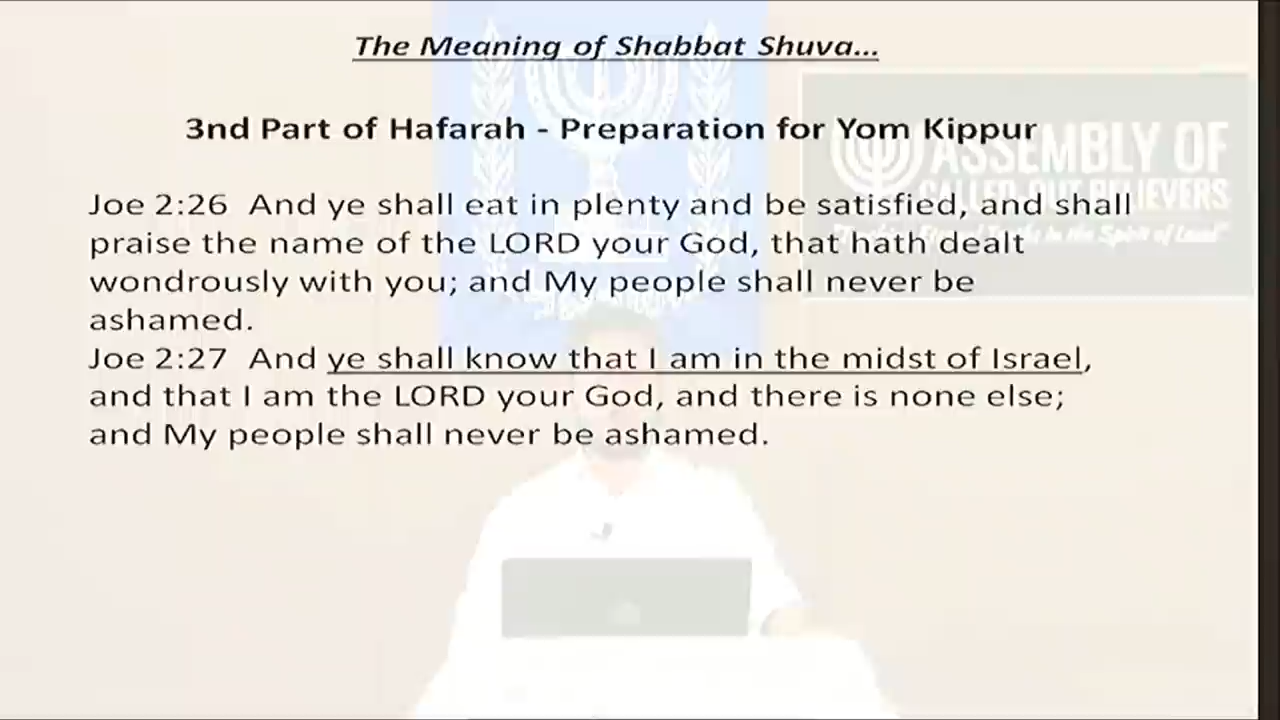 The Meaning of Shabbat Shuva...
3nd Part of Hafarah - Preparation for Yom Kippur
ASSEMBLY OF
CALLED-OUT BELIEVERS
Joe 2:26 And ye shall eat in plenty and be satisfied, and shall
praise the name of the LORD your God, that hath dealt
wondrously with you; and My people shall never be
ashamed.
Joe 2:27 And ye shall know that I am in the midst of Israel,
and that I am the LORD your God, and there is none else;
and My people shall never be ashamed.